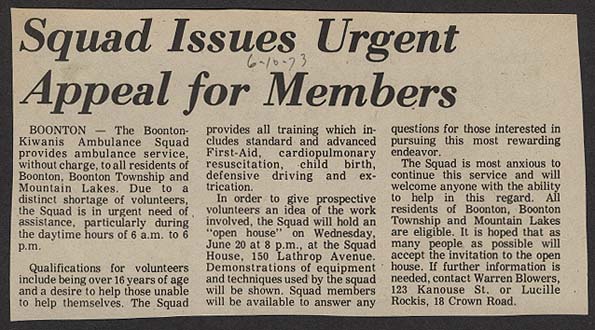 Squad Issues Urgent
6-10-73
Appeal for Members
BOONTON — The Boonton-
Kiwanis Ambulance Squad
provides ambulance service,
without charge, to all residents of
Boonton, Boonton Township and
Mountain Lakes. Due to a
distinct shortage of volunteers,
the Squad is in urgent need of
assistance, particularly during
the daytime hours of 6 a.m. to 6
p.m.
Qualifications for volunteers
include being over 16 years of age
and a desire to help those unable
to help themselves. The Squad
provides all training which in-
cludes standard and advanced
First-Aid, cardiopulmonary
resuscitation, child birth,
defensive driving and ex-
trication.
In order to give prospective
volunteers an idea of the work
involved, the Squad will hold an
"open house" on Wednesday,
June 20 at 8 p.m., at the Squad
House, 150 Lathrop Avenue.
Demonstrations of equipment
and techniques used by the squad
will be shown. Squad members
will be available to answer any
questions for those interested in
pursuing this most rewarding
endeavor.
The Squad is most anxious to
continue this service and will
welcome anyone with the ability
to help in this regard. All
residents of Boonton, Boonton
Township and Mountain Lakes
are eligible. It is hoped that as
many people as possible will
accept the invitation to the open
house. If further information is
needed, contact Warren Blowers,
123 Kanouse St. or Lucille
Rockis, 18 Crown Road.